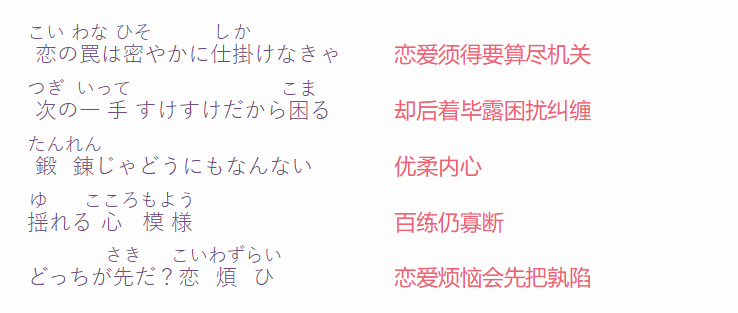 こい わな ひそ しか
恋の罠は密やかに仕掛けなきゃ 恋爱须得要算尽机关
つぎ いって こま
次の一 手 すけすけだから困る 却后着毕露困扰纠缠
たんれん
鍛 錬じゃどうにもなんない 优柔内心
ゆ こころもよう
揺れる 心 模 様 百练仍寡断
さき こいわずらい
どっちが先だ？恋 煩 ひ 恋爱烦恼会先把孰陷